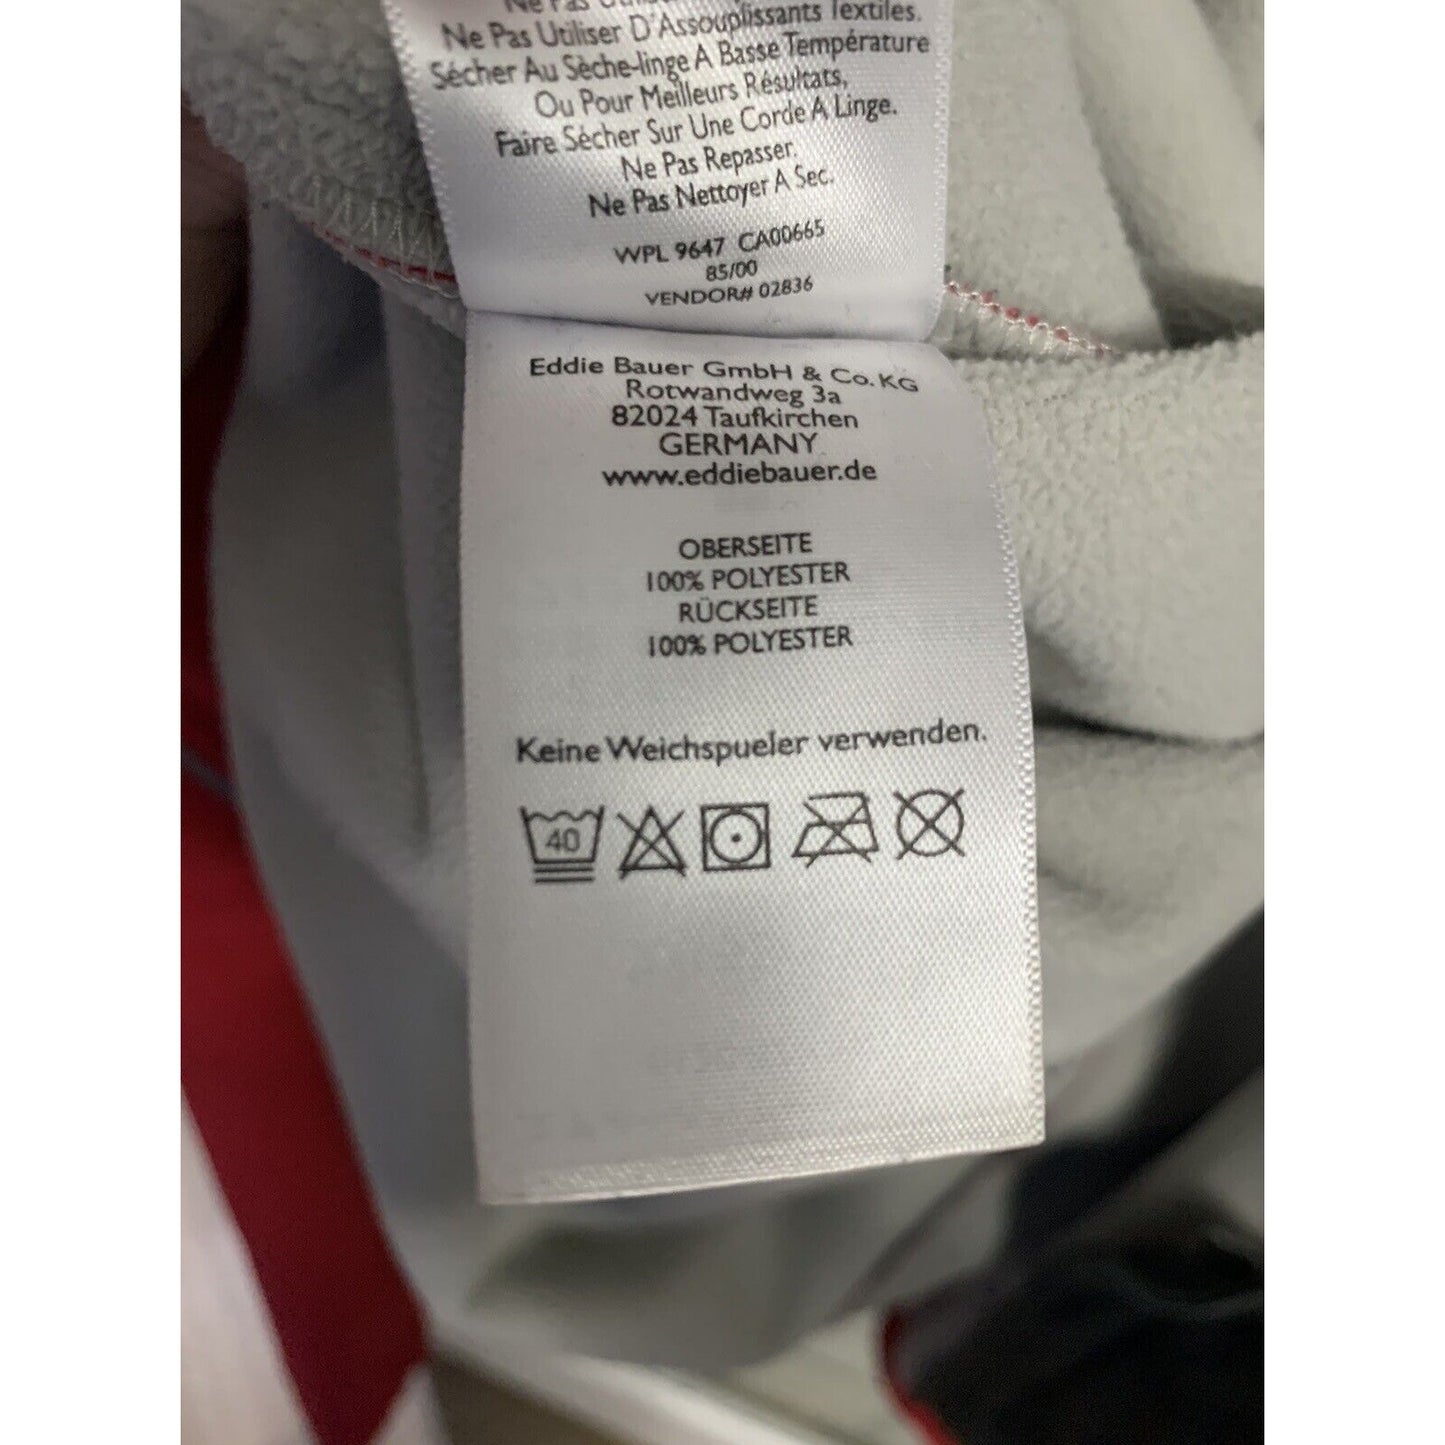 Ne Pas
Ne Pas Utiliser D'Assouplissants Textiles.
Sécher Au Sèche-linge A Basse Température
Ou Pour Meilleurs Résultats,
Faire Sécher Sur Une Corde A Linge.
Ne Pas Repasser.
Ne Pas Nettoyer A Sec.
WPL 9647 CA00665
85/00
VENDOR# 02836
Eddie Bauer GmbH & Co. KG
Rotwandweg 3a
82024 Taufkirchen
GERMANY
www.eddiebauer.de
OBERSEITE
100% POLYESTER
RÜCKSEITE
100% POLYESTER
Keine Weichspueler verwenden.
40